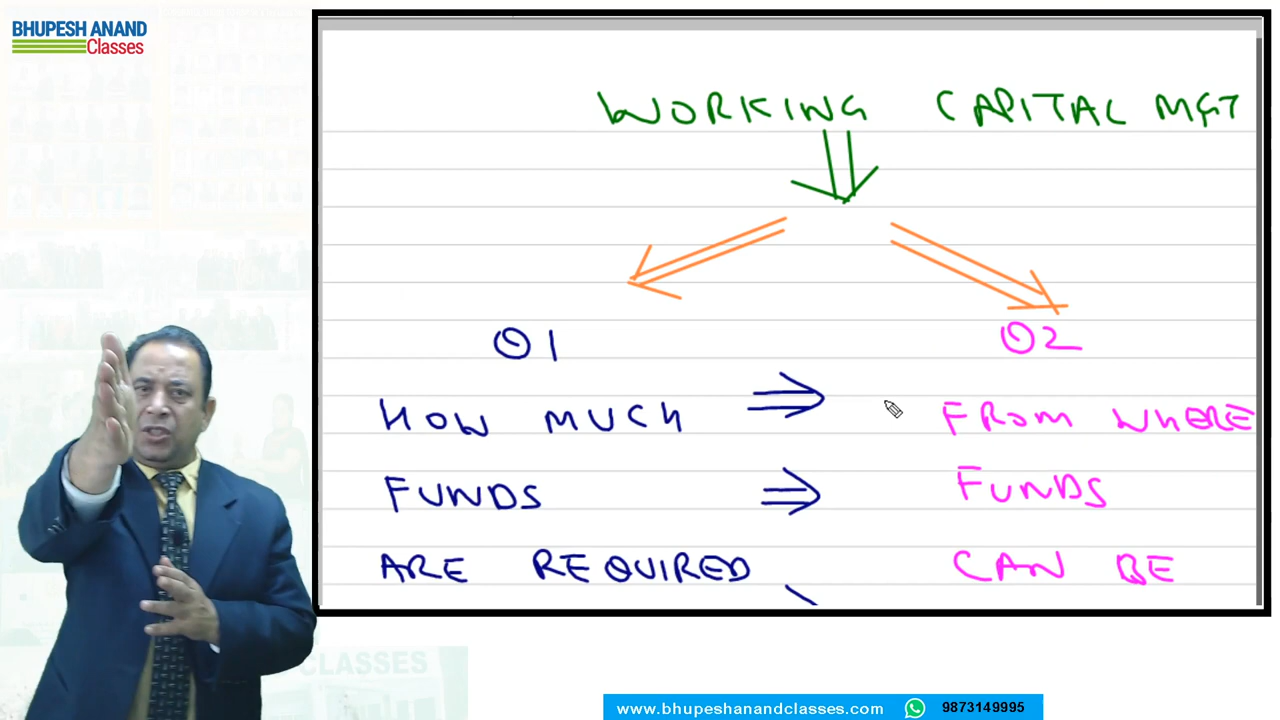 BHUPESH ANAND
Classes
WORKING CAPITAL MGT
01
02
HOW MUCH
FROM WHERE
FUNDS
FUNDS
ARE REQUIRED
CAN BE
CLASSES
www.bhupeshanandclasses.com
9873149995